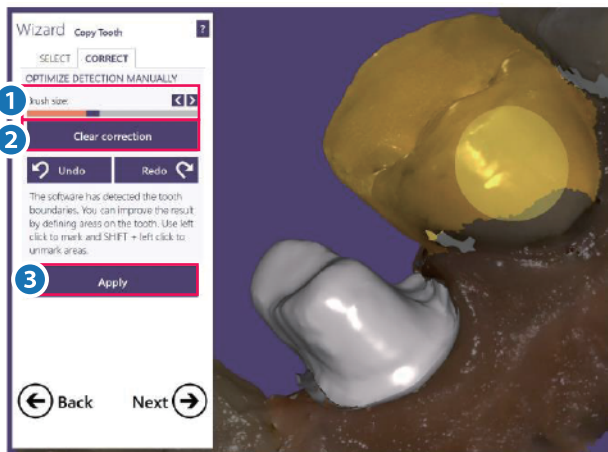 Wizard Copy Tooth ?
SELECT CORRECT
OPTIMIZE DETECTION MANUALLY
1
Brush size:
2
Clear correction
Undo Redo
The software has detected the tooth
boundaries. You can improve the result
by defining areas on the tooth. Use left
click to mark and SHIFT + left click to
unmark areas.
3
Apply
Back Next